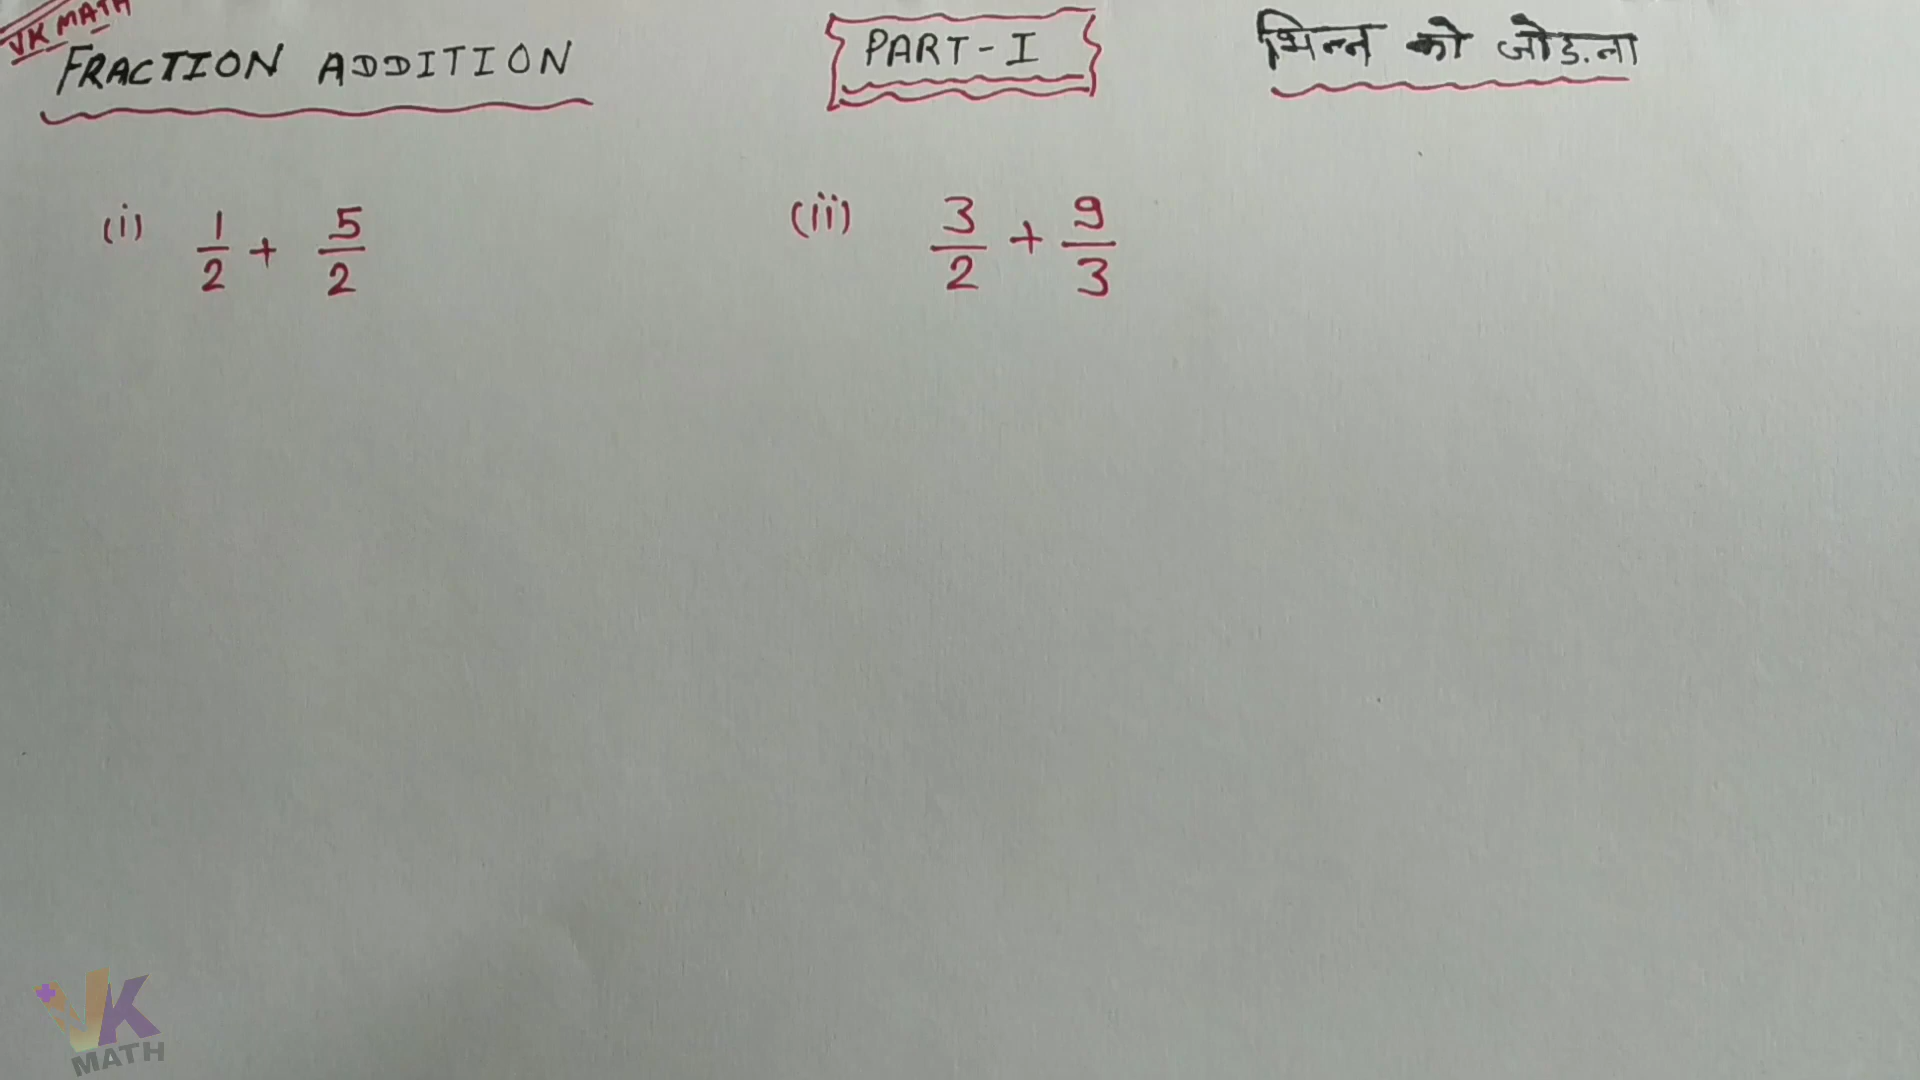 VK MATH
FRACTION ADDITION
PART-I
भिन्न को जोड़ना
(i) 1/2 + 5/2
(ii) 3/2 + 9/3
VK
MATH